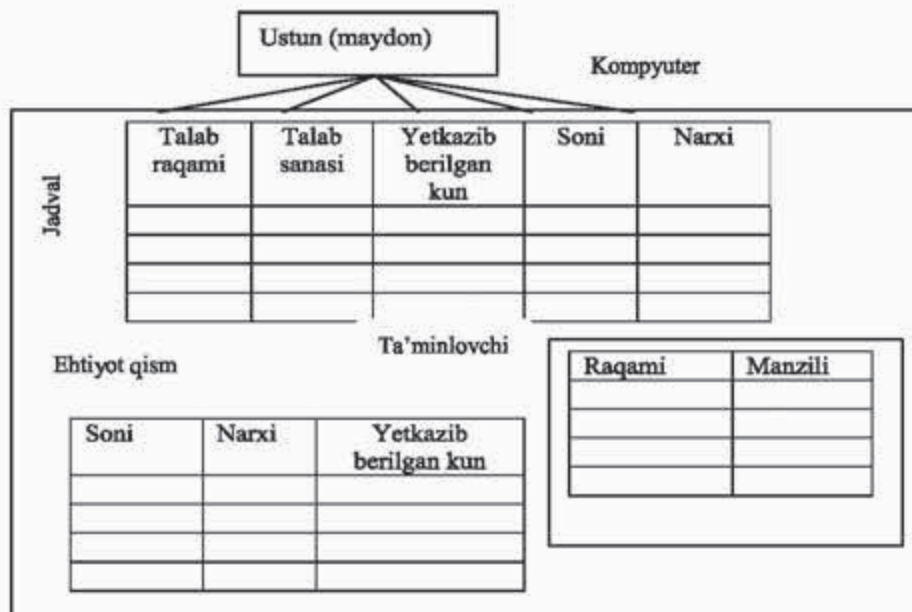 Ustun (maydon)
Kompyuter
Jadval
Talab raqami
Talab sanasi
Yetkazib berilgan kun
Soni
Narxi
Ta'minlovchi
Ehtiyot qism
Raqami
Manzili
Soni
Narxi
Yetkazib berilgan kun